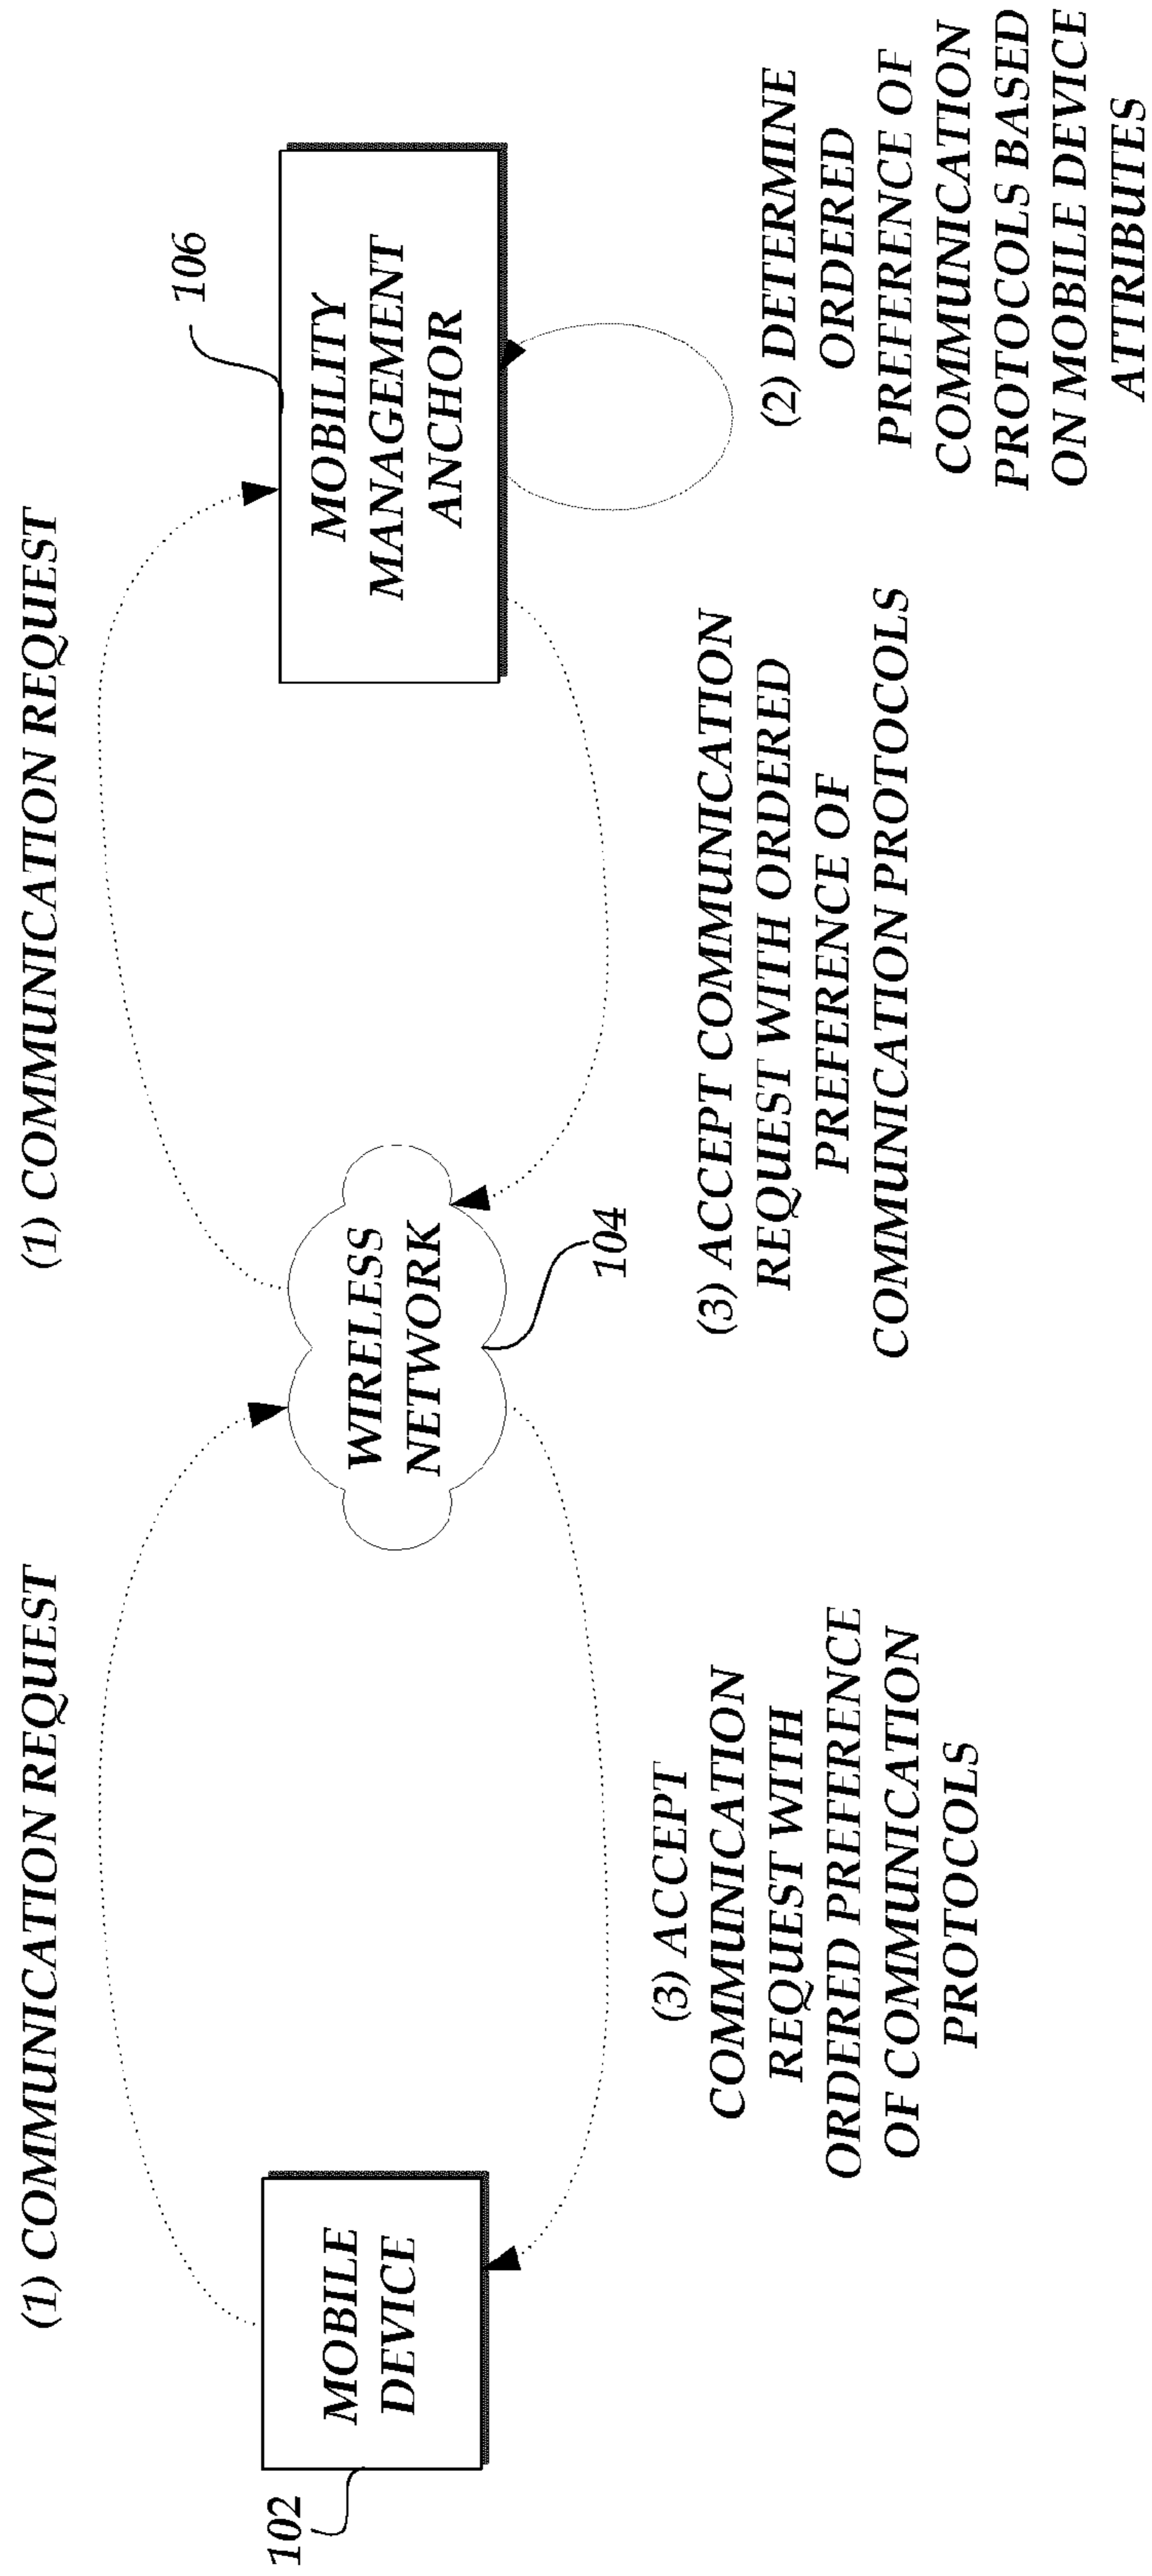 (1) COMMUNICATION REQUEST
(1) COMMUNICATION REQUEST
102
MOBILE
DEVICE
WIRELESS
NETWORK
104
106
MOBILITY
MANAGEMENT
ANCHOR
(3) ACCEPT
COMMUNICATION
REQUEST WITH
ORDERED PREFERENCE
OF COMMUNICATION
PROTOCOLS
(3) ACCEPT COMMUNICATION
REQUEST WITH ORDERED
PREFERENCE OF
COMMUNICATION PROTOCOLS
(2) DETERMINE
ORDERED
PREFERENCE OF
COMMUNICATION
PROTOCOLS BASED
ON MOBILE DEVICE
ATTRIBUTES